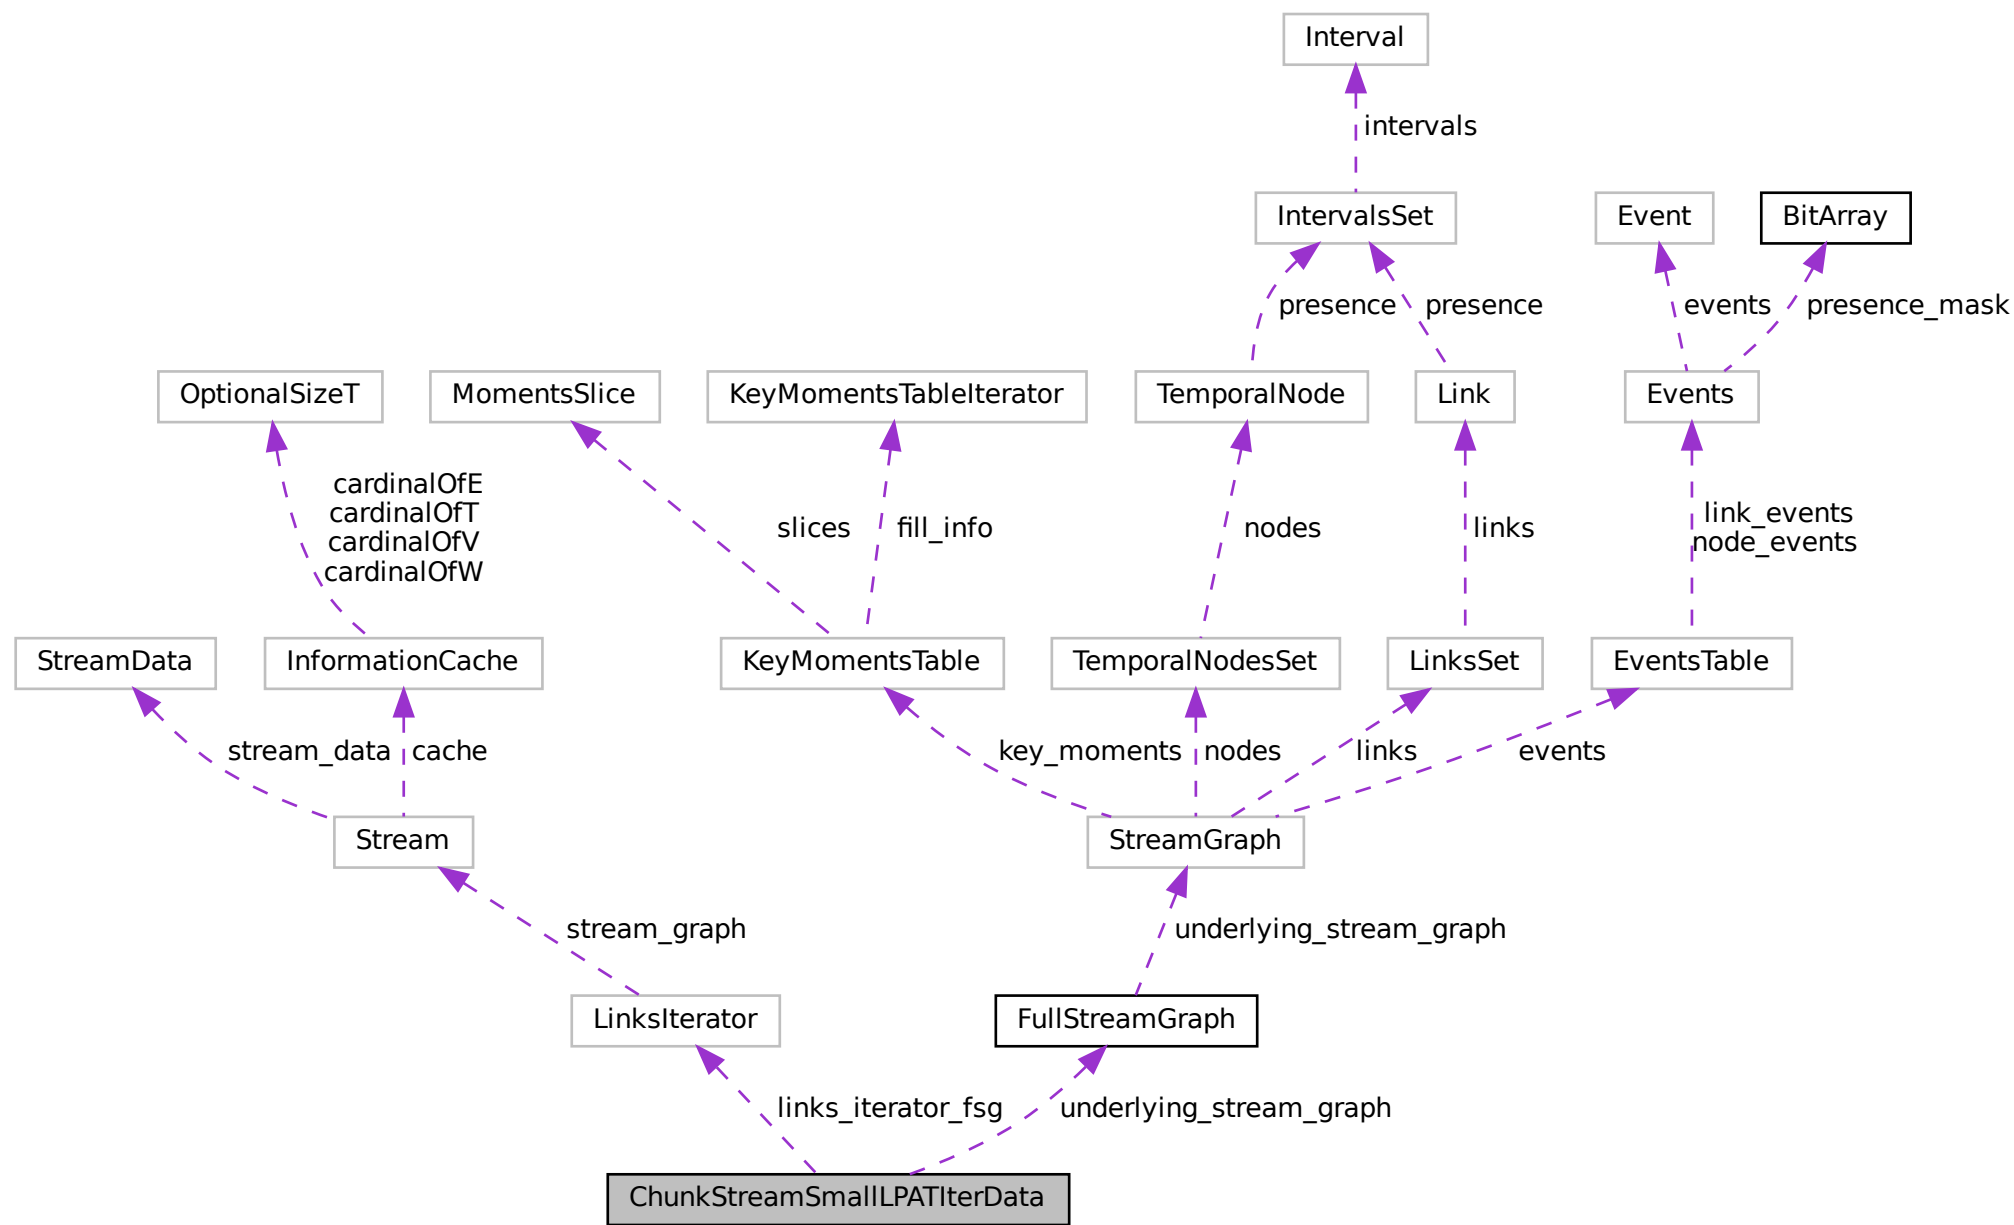 Interval
intervals
IntervalsSet
Event
BitArray
presence
presence
events
presence_mask
OptionalSizeT
MomentsSlice
KeyMomentsTableIterator
TemporalNode
Link
Events
cardinalOfE
cardinalOfT
cardinalOfV
cardinalOfW
slices
fill_info
nodes
links
link_events
node_events
StreamData
InformationCache
KeyMomentsTable
TemporalNodesSet
LinksSet
EventsTable
stream_data
cache
key_moments
nodes
links
events
Stream
StreamGraph
stream_graph
underlying_stream_graph
LinksIterator
FullStreamGraph
links_iterator_fsg
underlying_stream_graph
ChunkStreamSmallLPATIterData